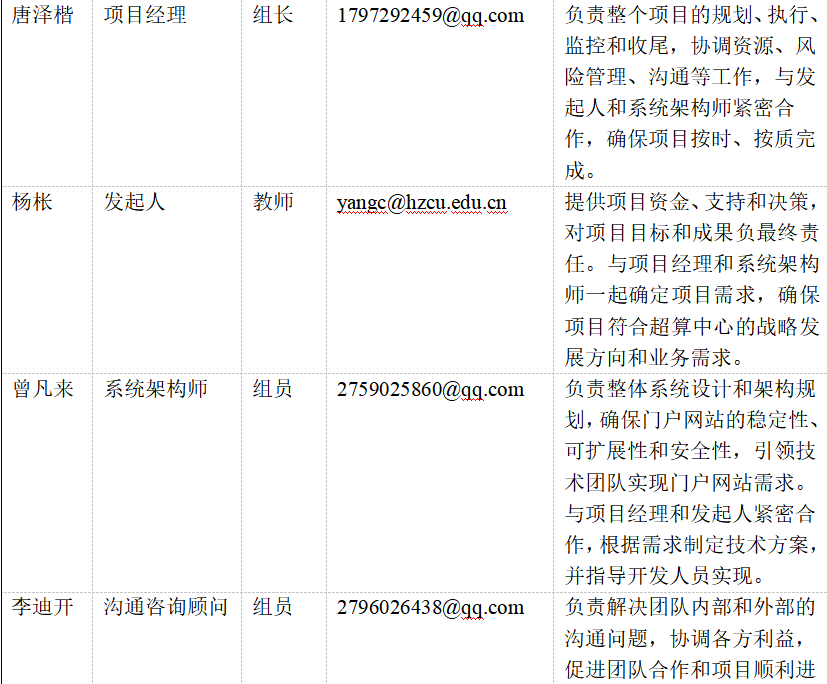 唐泽楷 项目经理 组长 1797292459@qq.com 负责整个项目的规划、执行、
监控和收尾，协调资源、风
险管理、沟通等工作，与发
起人和系统架构师紧密合
作，确保项目按时、按质完
成。
杨枨 发起人 教师 yangc@hzcu.edu.cn 提供项目资金、支持和决策，
对项目目标和成果负最终责
任。与项目经理和系统架构
师一起确定项目需求，确保
项目符合超算中心的战略发
展方向和业务需求。
曾凡来 系统架构师 组员 2759025860@qq.com 负责整体系统设计和架构规
划，确保门户网站的稳定性、
可扩展性和安全性，引领技
术团队实现门户网站需求。
与项目经理和发起人紧密合
作，根据需求制定技术方案，
并指导开发人员实现。
李迪开 沟通咨询顾问 组员 2796026438@qq.com 负责解决团队内部和外部的
沟通问题，协调各方利益，
促进团队合作和项目顺利进